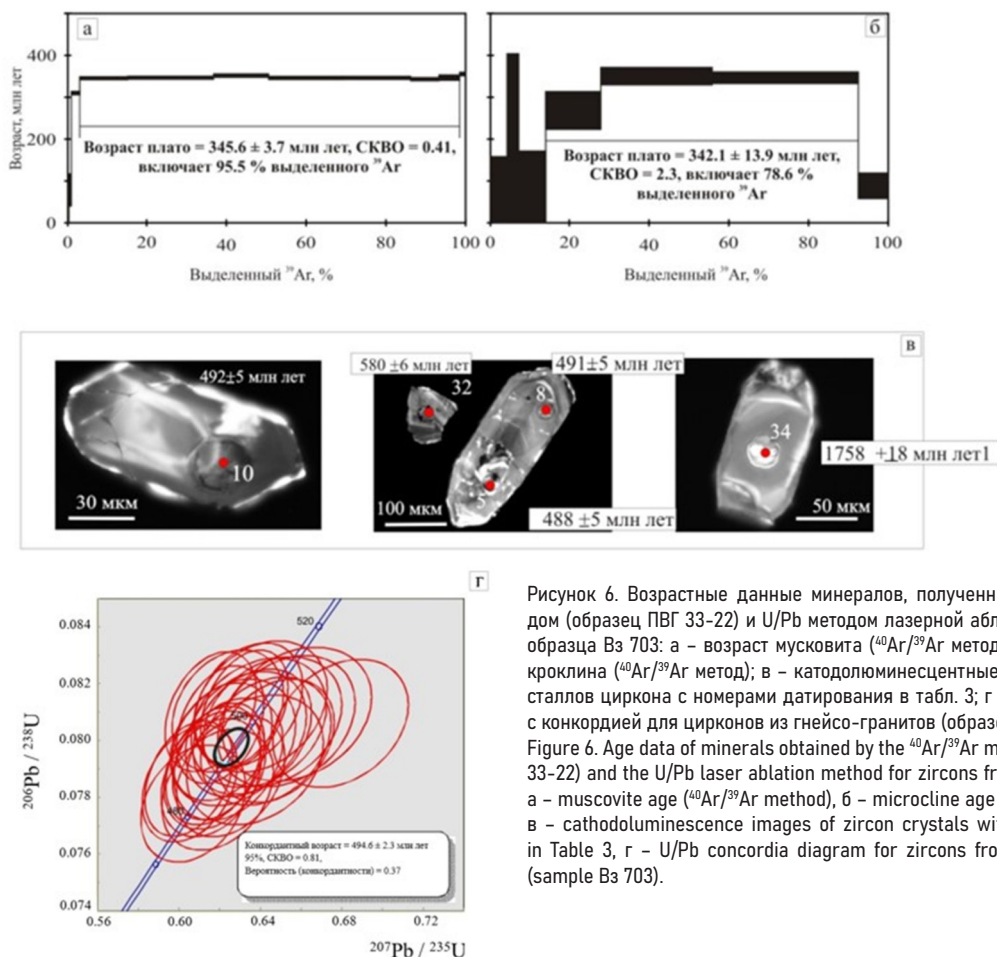 а
б
Возраст, млн лет
400
200
0
Возраст плато = 345.6 ± 3.7 млн лет, СКВО = 0.41,
включает 95.5 % выделенного ³⁹Ar
Возраст плато = 342.1 ± 13.9 млн лет,
СКВО = 2.3, включает 78.6 %
выделенного ³⁹Ar
0 20 40 60 80 100
20 40 60 80 100
Выделенный ³⁹Ar, %
Выделенный ³⁹Ar, %
в
492±5 млн лет
10
30 мкм
580 ±6 млн лет
32
491±5 млн лет
8
5
100 мкм
488 ±5 млн лет
34
1758 ±18 млн лет1
50 мкм
г
0.084
0.082
0.080
0.078
0.076
0.074
²⁰⁶Pb / ²³⁸U
520
Конкордантный возраст = 494.6 ± 2.3 млн лет
95%, СКВО = 0.81,
Вероятность (конкордантности) = 0.37
0.56 0.60 0.64 0.68 0.72
²⁰⁷Pb / ²³⁵U
Рисунок 6. Возрастные данные минералов, полученн
дом (образец ПВГ 33-22) и U/Pb методом лазерной абл
образца Вз 703: а – возраст мусковита (⁴⁰Ar/³⁹Ar метод
кроклина (⁴⁰Ar/³⁹Ar метод); в – катодолюминесцентные
сталлов циркона с номерами датирования в табл. 3; г
с конкордией для цирконов из гнейсо-гранитов (образе
Figure 6. Age data of minerals obtained by the ⁴⁰Ar/³⁹Ar m
33-22) and the U/Pb laser ablation method for zircons fr
а – muscovite age (⁴⁰Ar/³⁹Ar method), б – microcline age
в – cathodoluminescence images of zircon crystals wi
in Table 3, г – U/Pb concordia diagram for zircons fro
(sample Вз 703).